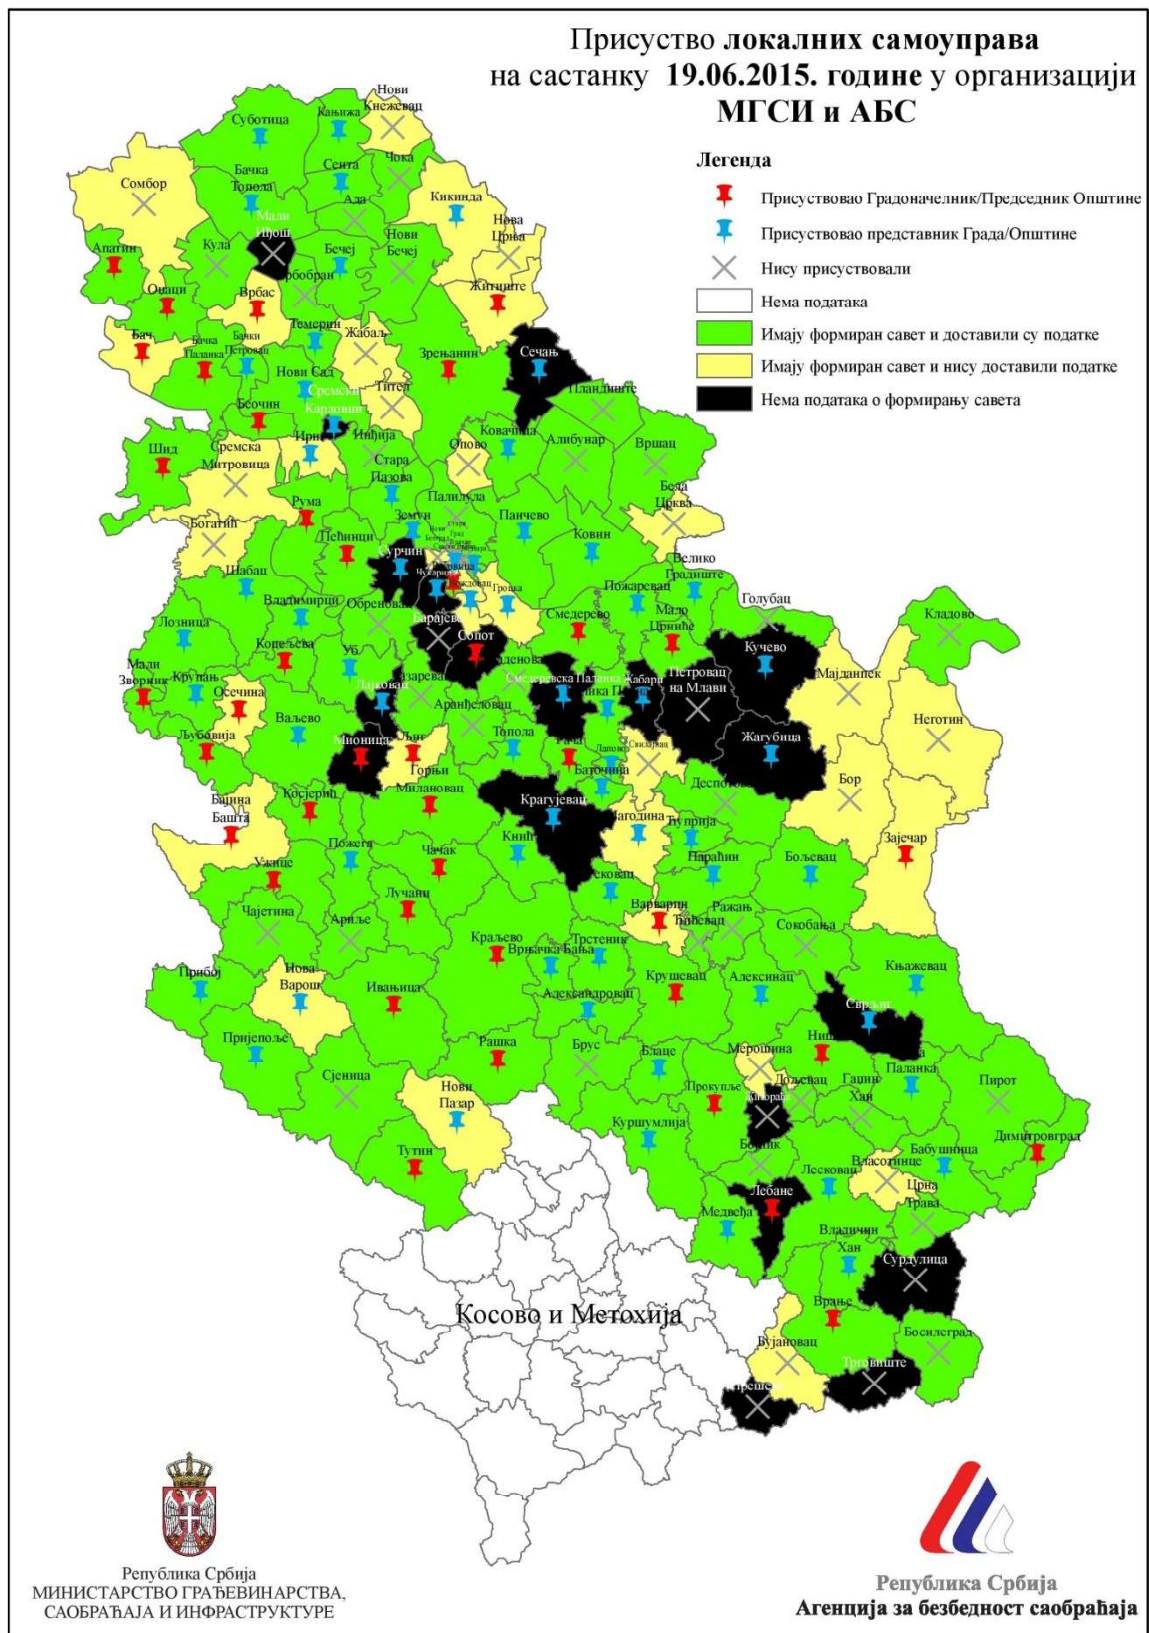 Присуство локалних самоуправа
на састанку 19.06.2015. године у организацији
МГСИ и АБС
Легенда
Присуствовао Градоначелник/Председник Општине
Присуствовао представник Града/Општине
Нису присуствовали
Нема података
Имају формиран савет и доставили су податке
Имају формиран савет и нису доставили податке
Нема података о формирању савета
Суботица
Кањижа
Нови
Кнежевац
Чока
Сента
Бачка
Топола
Сомбор
Ада
Кикинда
Мали
Иђош
Нова
Црња
Апатин
Кула
Бечеј
Нови
Бечеј
Оџаци
Врбас
Житиште
Темерин
Жабаљ
Бач
Бачка
Паланка
Бачки
Петровац
Зрењанин
Сечањ
Нови Сад
Тител
Пландиште
Сремски
Карловци
Беочин
Ковачица
Алибунар
Вршац
Опово
Инђија
Шид
Сремска
Митровица
Стара
Пазова
Бела
Црква
Рума
Палилула
Панчево
Ковин
Богатић
Земун
Пећинци
Сурчин
Велико
Градиште
Шабац
Гроцка
Пожаревац
Голубац
Владимирци
Обреновац
Мало
Црниће
Кладово
Лозница
Смедерево
Сопот
Кучево
Коцељева
Уб
Мали
Зворник
Крупањ
Лајковац
Смедеревска Паланка
Жабари
Петровац
на Млави
Мајданпек
Осечина
Аранђеловац
Неготин
Ваљево
Топола
Жагубица
Љубовија
Мионица
Љиг
Лапово
Свилајнац
Горњи
Милановац
Баточина
Бор
Бајина
Башта
Косјерић
Крагујевац
Ћуприја
Зајечар
Пожега
Чачак
Кнић
Параћин
Бољевац
Ужице
Лучани
Варварин
Ћићевац
Ражањ
Чајетина
Ариље
Сокобања
Краљево
Врњачка Бања
Трстеник
Прибој
Нова
Варош
Ивањица
Крушевац
Алексинац
Књажевац
Александровац
Сврљиг
Пријепоље
Рашка
Брус
Блаце
Мерошина
Паланка
Пирот
Сјеница
Нови
Пазар
Прокупље
Дољевац
Гаџин
Хан
Куршумлија
Димитровград
Тутин
Власотинце
Бабушница
Лесковац
Лебане
Црна
Трава
Медвеђа
Владичин
Хан
Сурдулица
Косово и Метохија
Врање
Босилеград
Бујановац
Трговиште
Република Србија
МИНИСТАРСТВО ГРАЂЕВИНАРСТВА,
САОБРАЋАЈА И ИНФРАСТРУКТУРЕ
Република Србија
Агенција за безбедност саобраћаја